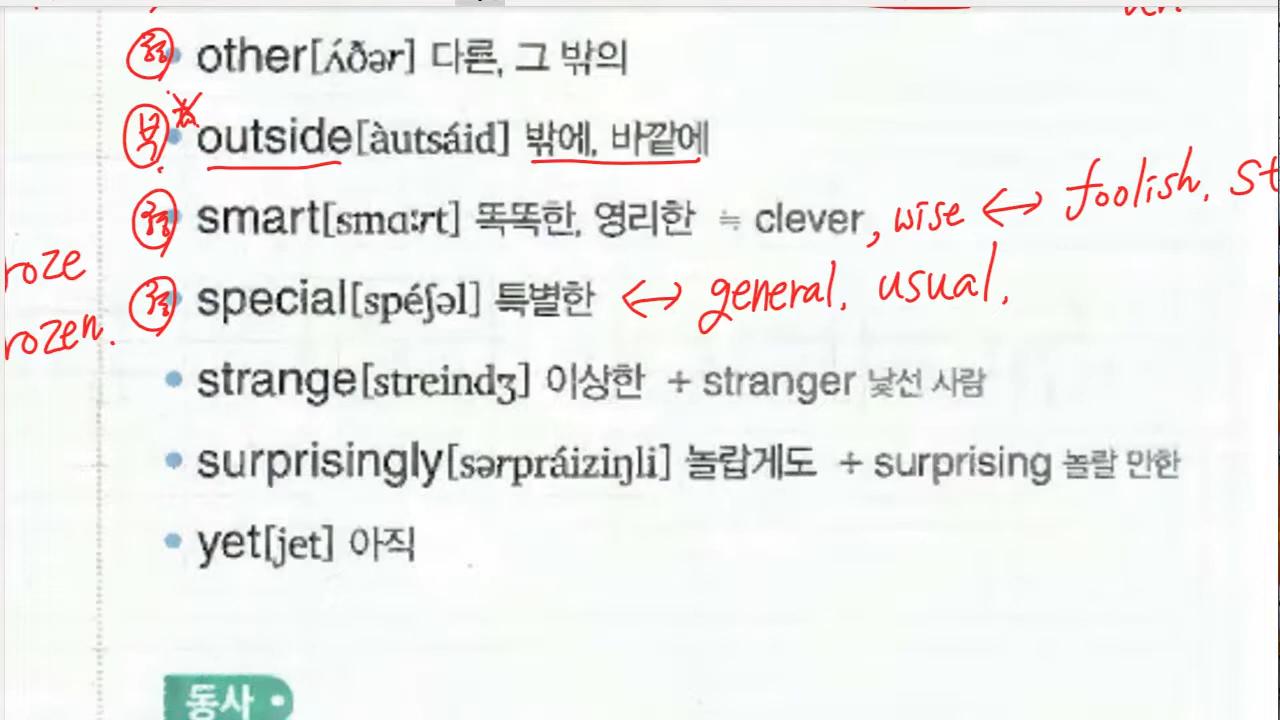 형 other[ʌ́ðər] 다른, 그 밖의
부 outside[àutsáid] 밖에, 바깥에
형 smart[smɑːrt] 똑똑한, 영리한 ≒ clever, wise ↔ foolish, st
roze
형 special[spéʃəl] 특별한 ↔ general, usual,
rozen.
strange[streindʒ] 이상한 + stranger 낯선 사람
surprisingly[sərpráiziŋli] 놀랍게도 + surprising 놀랄 만한
yet[jet] 아직
동사